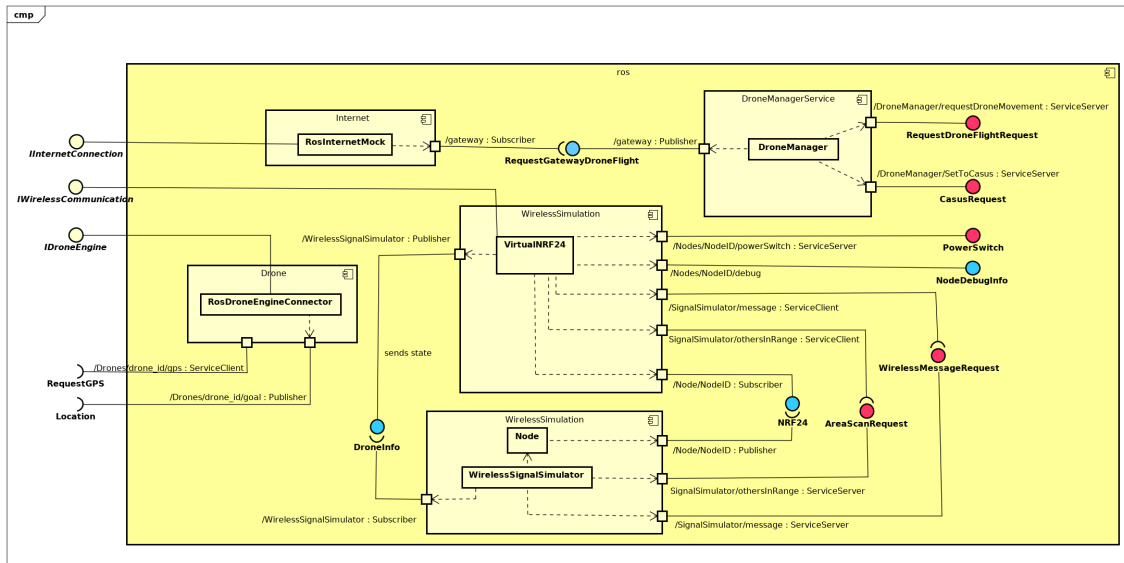 cmp
ros
Internet
RosInternetMock
/gateway : Subscriber
RequestGatewayDroneFlight
/gateway : Publisher
DroneManagerService
DroneManager
/DroneManager/requestDroneMovement : ServiceServer
RequestDroneFlightRequest
/DroneManager/SetToCasus : ServiceServer
CasusRequest
IInternetConnection
IWirelessCommunication
IDroneEngine
WirelessSimulation
VirtualNRF24
/WirelessSignalSimulator : Publisher
/Nodes/NodeID/powerSwitch : ServiceServer
PowerSwitch
/Nodes/NodeID/debug
NodeDebugInfo
/SignalSimulator/message : ServiceClient
SignalSimulator/othersInRange : ServiceClient
/Node/NodeID : Subscriber
Drone
RosDroneEngineConnector
/Drones/drone_id/gps : ServiceClient
RequestGPS
/Drones/drone_id/goal : Publisher
Location
sends state
DroneInfo
WirelessMessageRequest
AreaScanRequest
NRF24
WirelessSimulation
Node
WirelessSignalSimulator
/Node/NodeID : Publisher
SignalSimulator/othersInRange : ServiceServer
/SignalSimulator/message : ServiceServer
/WirelessSignalSimulator : Subscriber